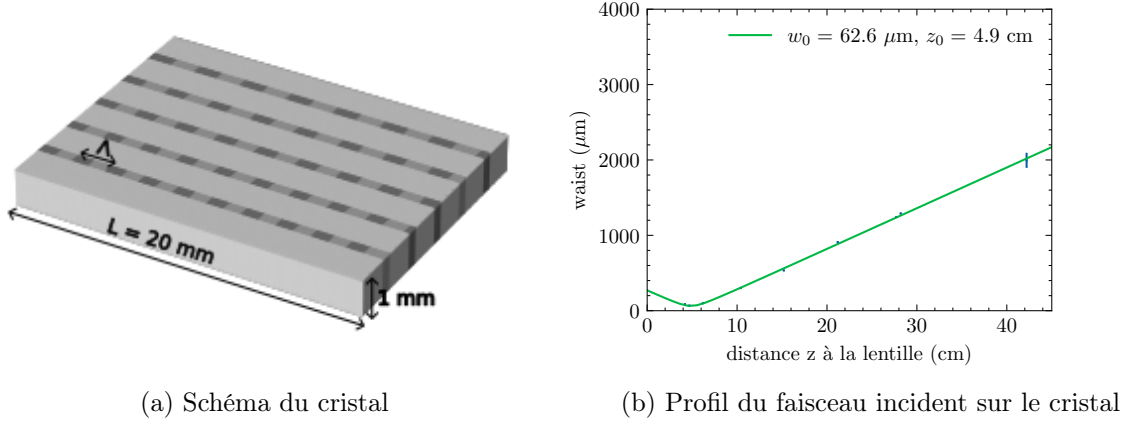 Λ
L = 20 mm
1 mm
(a) Schéma du cristal
4000
3000
2000
1000
0
waist (μm)
w₀ = 62.6 μm, z₀ = 4.9 cm
0 10 20 30 40
distance z à la lentille (cm)
(b) Profil du faisceau incident sur le cristal